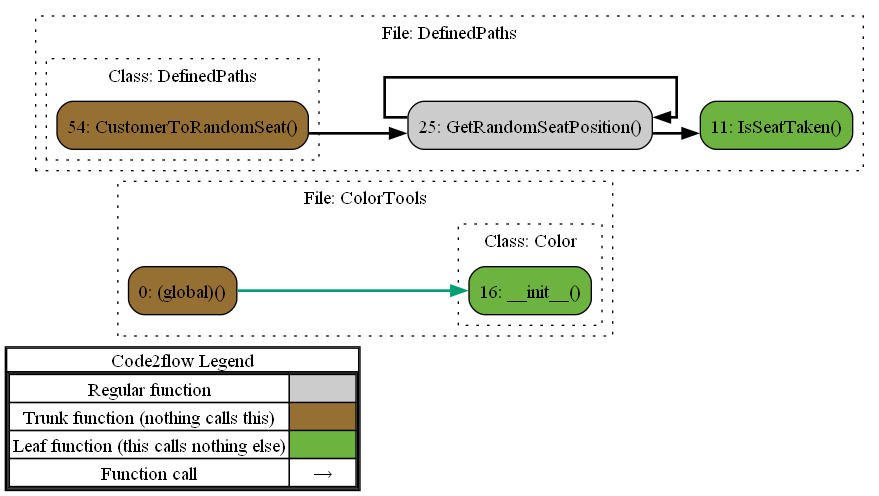 File: DefinedPaths
Class: DefinedPaths
54: CustomerToRandomSeat()
25: GetRandomSeatPosition()
11: IsSeatTaken()
File: ColorTools
Class: Color
0: (global)()
16: __init__()
Code2flow Legend
Regular function
Trunk function (nothing calls this)
Leaf function (this calls nothing else)
Function call →